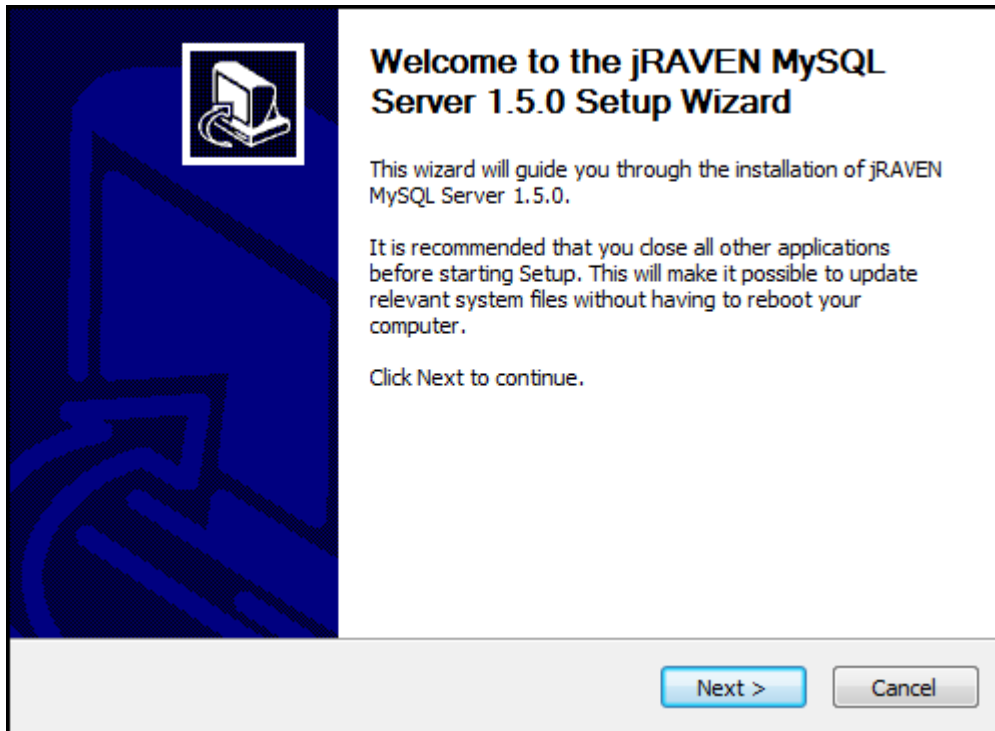 Welcome to the jRAVEN MySQL
Server 1.5.0 Setup Wizard
This wizard will guide you through the installation of jRAVEN
MySQL Server 1.5.0.
It is recommended that you close all other applications
before starting Setup. This will make it possible to update
relevant system files without having to reboot your
computer.
Click Next to continue.
Next >
Cancel